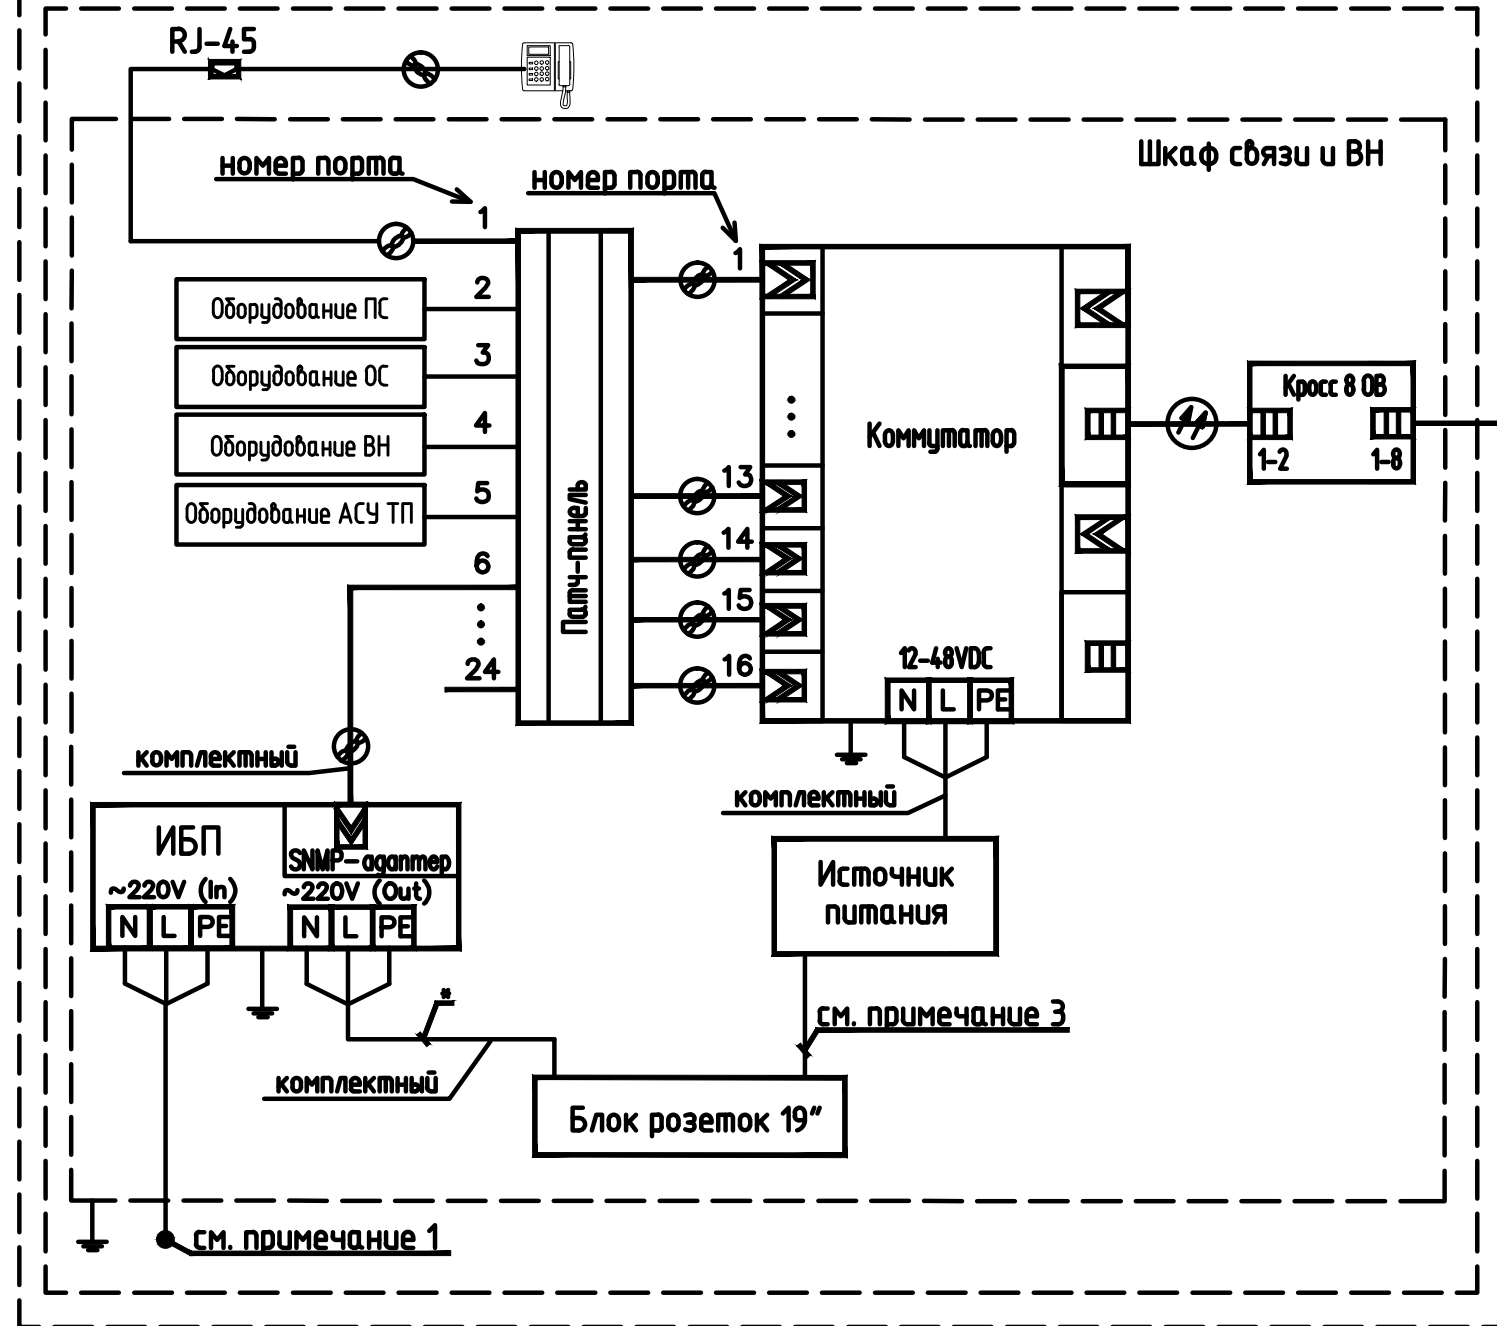 RJ-45
Шкаф связи и ВН
номер порта
номер порта
1
1
2
Оборудование ПС
3
Оборудование ОС
4
Оборудование ВН
5
Оборудование АСУ ТП
6
24
Патч-панель
13
14
15
16
Коммутатор
12-48VDC
N L PE
Кросс 8 ОВ
1-2
1-8
комплектный
комплектный
ИБП
SNMP-адаптер
~220V (In)
~220V (Out)
N L PE
N L PE
Источник
питания
*
см. примечание 3
комплектный
Блок розеток 19"
см. примечание 1